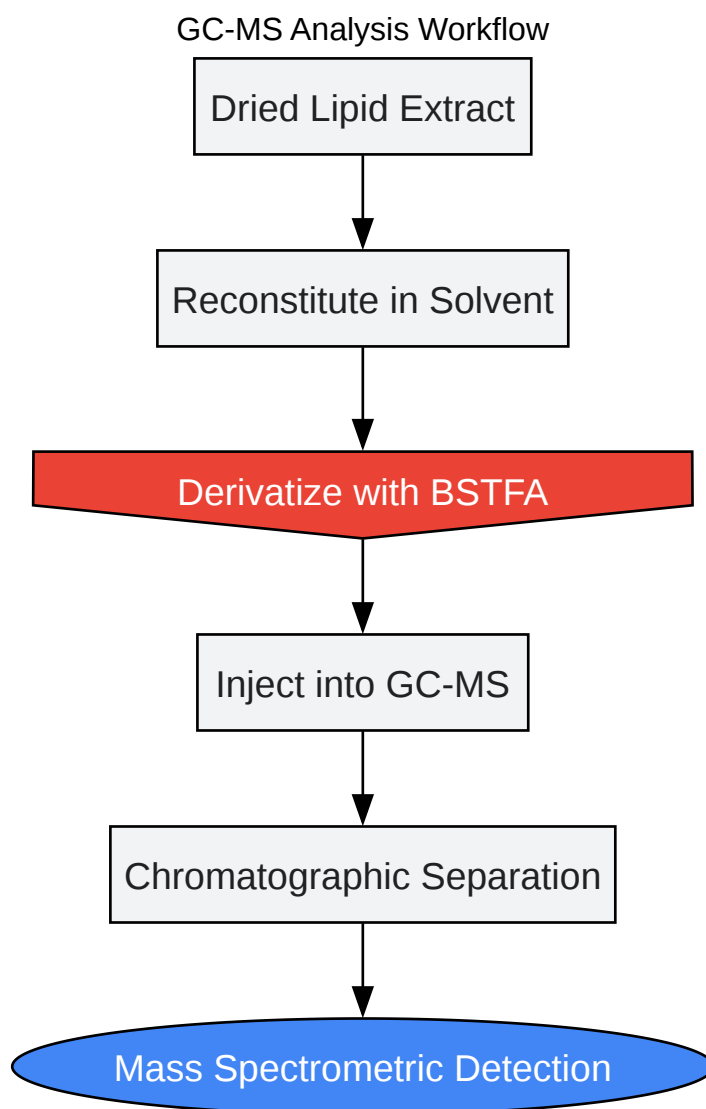 GC-MS Analysis Workflow
Dried Lipid Extract
Reconstitute in Solvent
Derivatize with BSTFA
Inject into GC-MS
Chromatographic Separation
Mass Spectrometric Detection